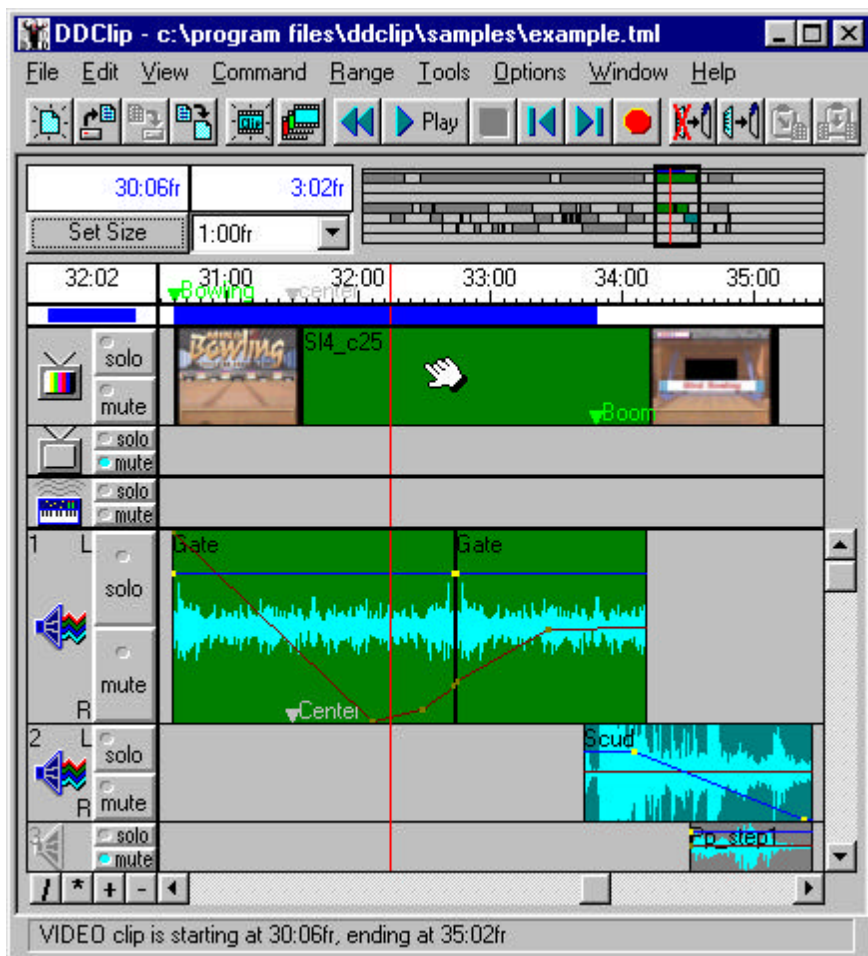 DDClip - c:\program files\ddclip\samples\example.tml
File Edit View Command Range Tools Options Window Help
Clip Play
30:06fr 3:02fr
Set Size 1:00fr
32:02 31:00 32:00 33:00 34:00 35:00
Bowling center
solo Bowling Sl4_c25
mute Boom
solo
mute
solo
mute
1 L Gate Gate
solo
mute
R Center
2 L solo Scud
R mute
3 solo Pp_step1
mute
/ * + -
VIDEO clip is starting at 30:06fr, ending at 35:02fr